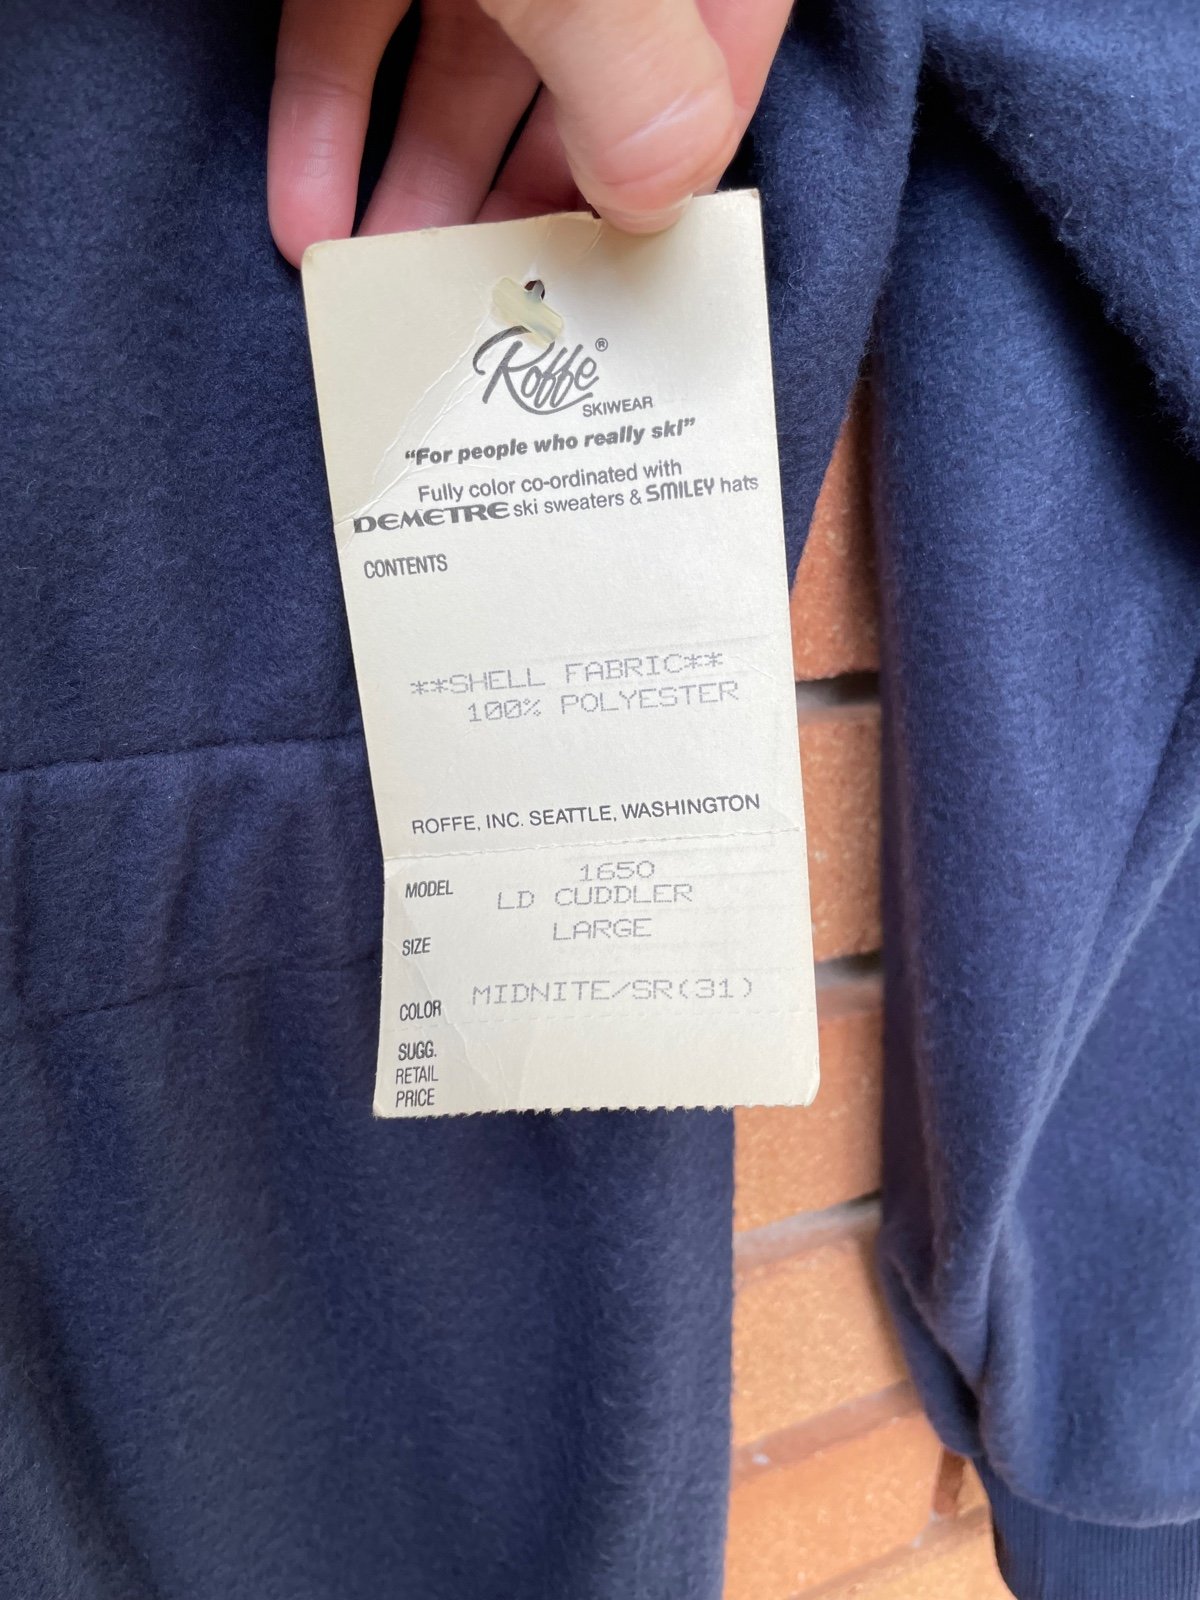 Roffe®
SKIWEAR
"For people who really ski"
Fully color co-ordinated with
DEMETRE ski sweaters & SMILEY hats
CONTENTS
**SHELL FABRIC**
100% POLYESTER
ROFFE, INC. SEATTLE, WASHINGTON
MODEL 1650
LD CUDDLER
SIZE LARGE
COLOR MIDNITE/SR(31)
SUGG.
RETAIL
PRICE